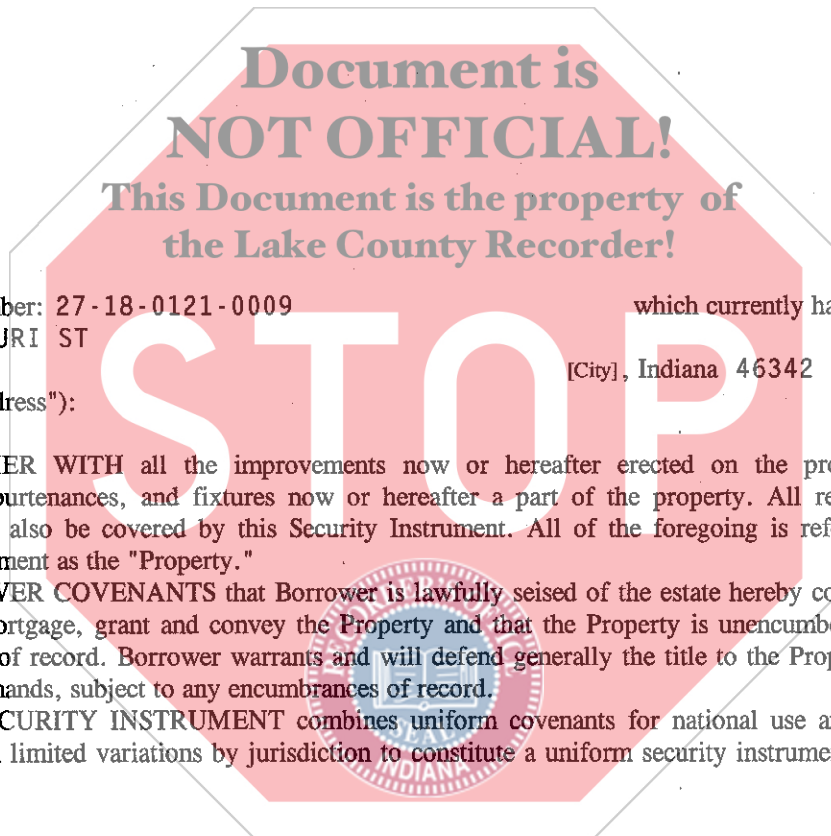 Document is
NOT OFFICIAL!
This Document is the property of
the Lake County Recorder!
ber: 27-18-0121-0009 which currently ha
URI ST
[City], Indiana 46342
lress"):
STOP
ER WITH all the improvements now or hereafter erected on the pro
purtenances, and fixtures now or hereafter a part of the property. All re
also be covered by this Security Instrument. All of the foregoing is ref
ment as the "Property."
VER COVENANTS that Borrower is lawfully seised of the estate hereby co
ortgage, grant and convey the Property and that the Property is unencumbe
of record. Borrower warrants and will defend generally the title to the Prop
nands, subject to any encumbrances of record.
CURITY INSTRUMENT combines uniform covenants for national use an
limited variations by jurisdiction to constitute a uniform security instrume
RECORDER'S OFFICE
SEAL
INDIANA